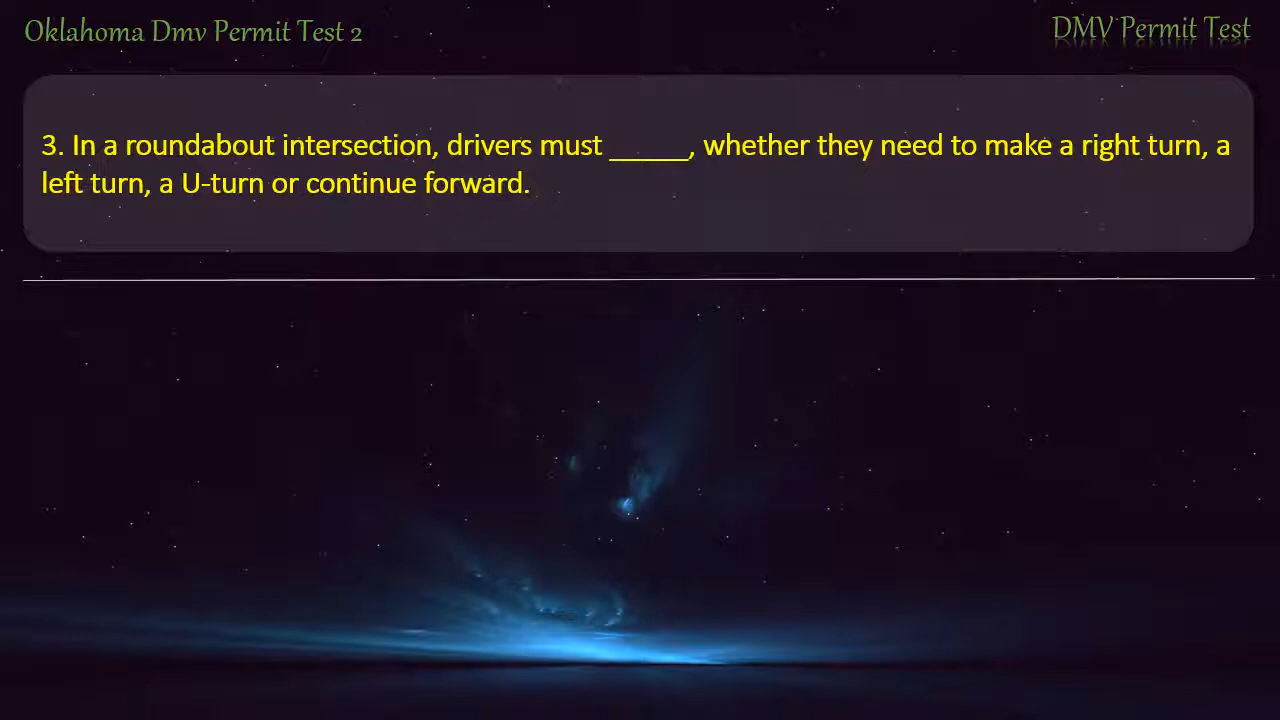 Oklahoma Dmv Permit Test 2
DMV Permit Test
3. In a roundabout intersection, drivers must _____, whether they need to make a right turn, a
left turn, a U-turn or continue forward.